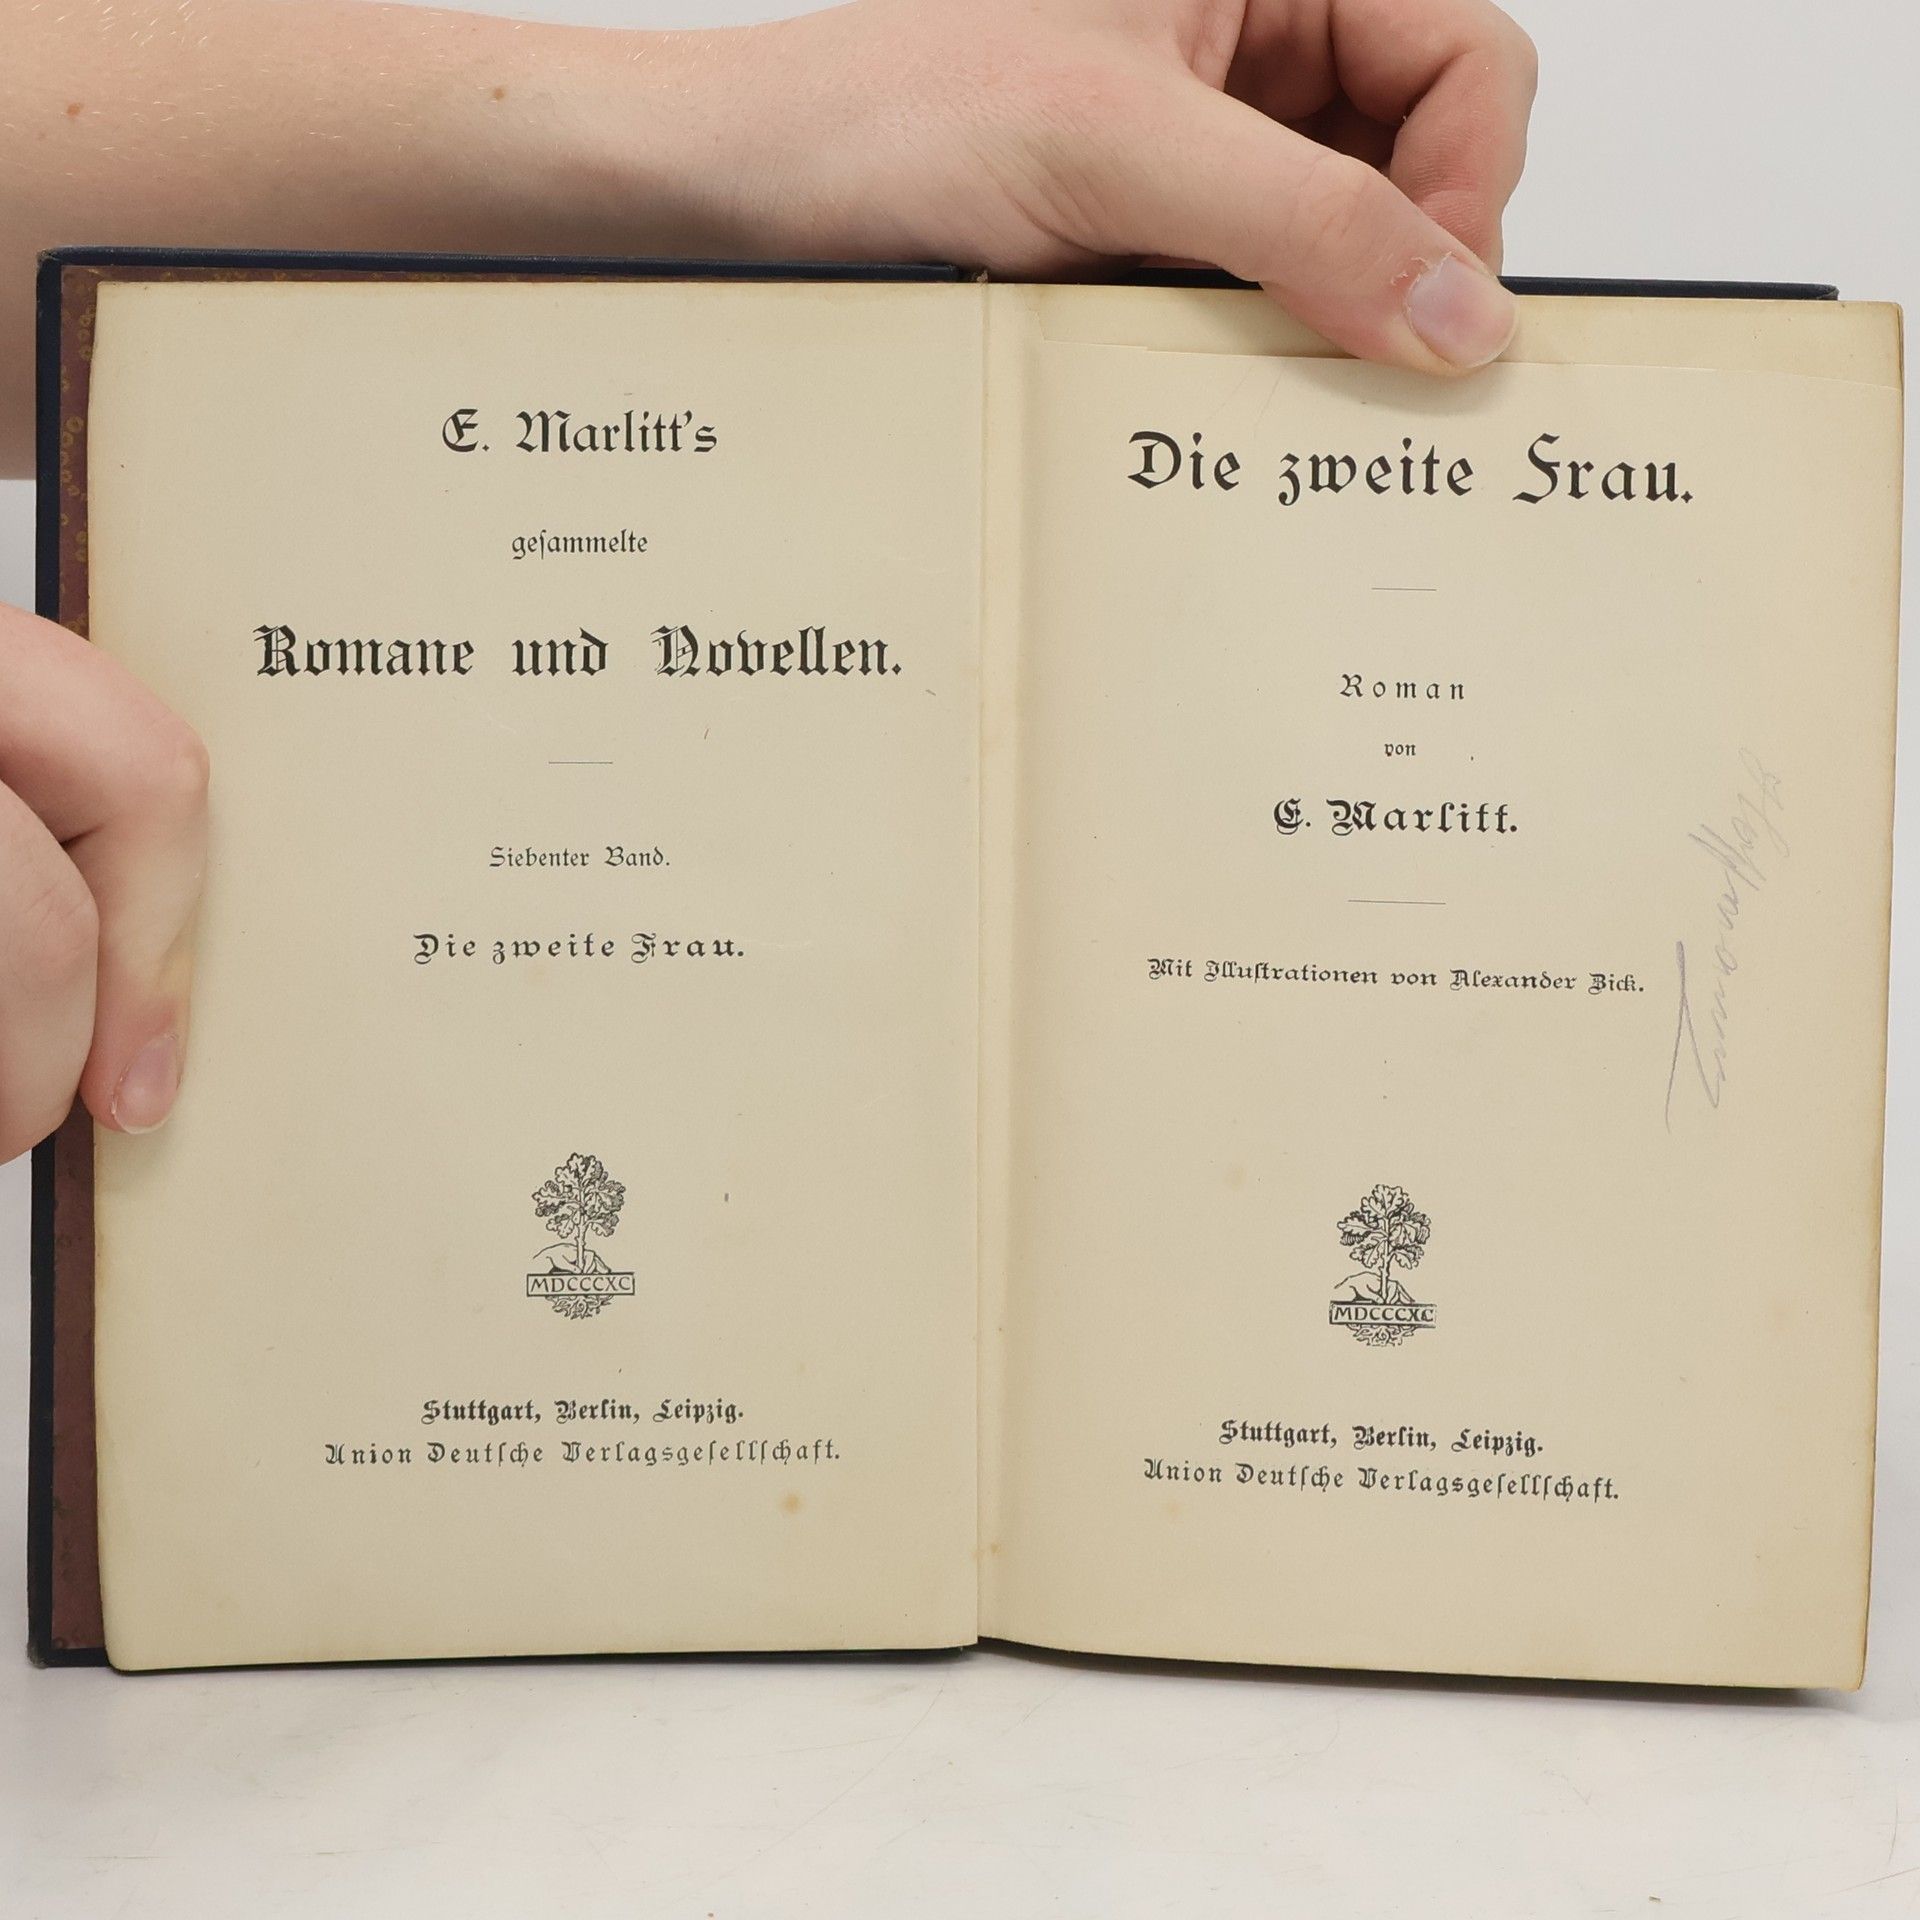 E. Marlitt's
geſammelte
Romane und Novellen.
Siebenter Band.
Die zweite Frau.
MDCCCXC
Stuttgart, Berlin, Leipzig.
Union Deutſche Verlagsgeſellſchaft.
Die zweite Frau.
Roman
von
E. Marlitt.
Mit Illuſtrationen von Alexander Zick.
MDCCCXC
Stuttgart, Berlin, Leipzig.
Union Deutſche Verlagsgeſellſchaft.